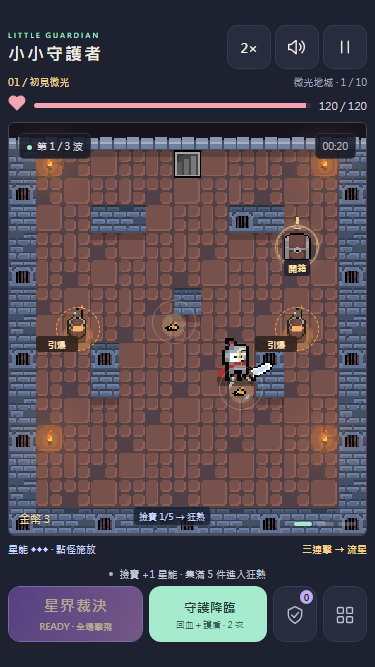 LITTLE GUARDIAN
小小守護者
2×
01 / 初見微光
微光地城 · 1 / 10
120 / 120
第 1 / 3 波
00:20
開箱
引爆
引爆
金幣 3
撿寶 1/5 → 狂熱
星能 ◆◆◆ · 點怪施放
三連擊 → 流星
• 撿寶 +1 星能 · 集滿 5 件進入狂熱
星界裁決
READY · 全場擊飛
守護降臨
回血 + 護盾 · 2 次
0